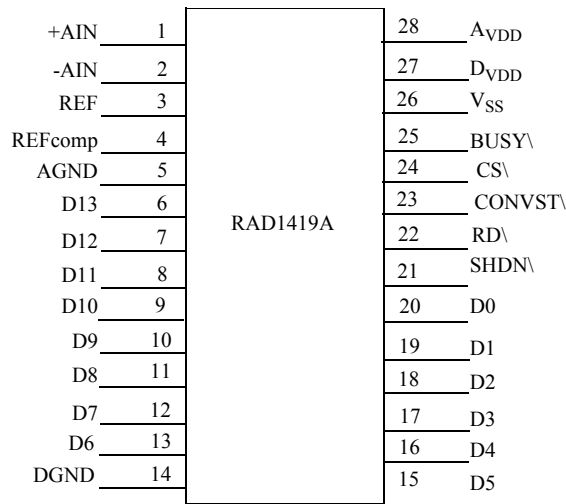 +AIN 1
-AIN 2
REF 3
REFcomp 4
AGND 5
D13 6
D12 7
D11 8
D10 9
D9 10
D8 11
D7 12
D6 13
DGND 14
RAD1419A
28 AVDD
27 DVDD
26 VSS
25 BUSY\
24 CS\
23 CONVST\
22 RD\
21 SHDN\
20 D0
19 D1
18 D2
17 D3
16 D4
15 D5